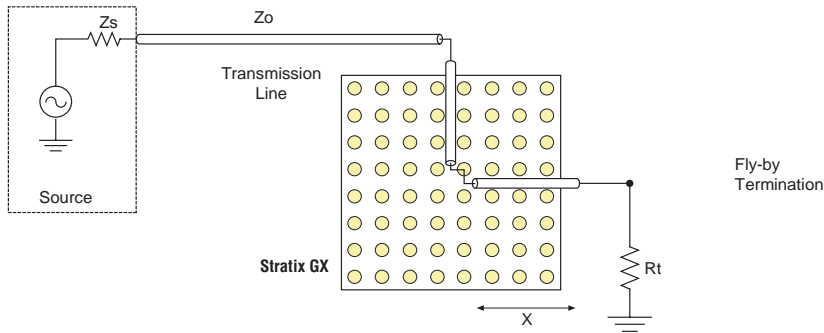 Zs
Zo
Transmission
Line
Fly-by
Termination
Source
Stratix GX
Rt
X